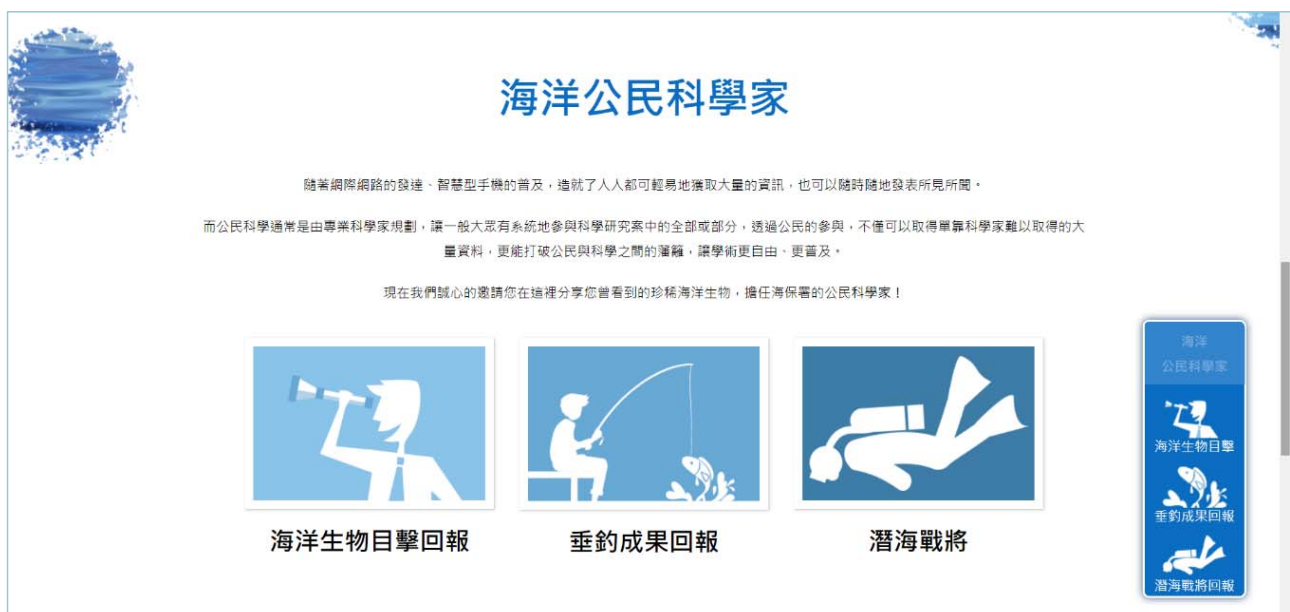 海洋公民科學家
隨著網際網路的發達、智慧型手機的普及，造就了人人都可輕易地獲取大量的資訊，也可以隨時隨地發表所見所聞。
而公民科學通常是由專業科學家規劃，讓一般大眾有系統地參與科學研究案中的全部或部分，透過公民的參與，不僅可以取得單靠科學家難以取得的大
量資料，更能打破公民與科學之間的藩籬，讓學術更自由、更普及。
現在我們誠心的邀請您在這裡分享您曾看到的珍稀海洋生物，擔任海保署的公民科學家！
海洋生物目擊回報
垂釣成果回報
潛海戰將
海洋
公民科學家
海洋生物目擊
垂釣成果回報
潛海戰將回報